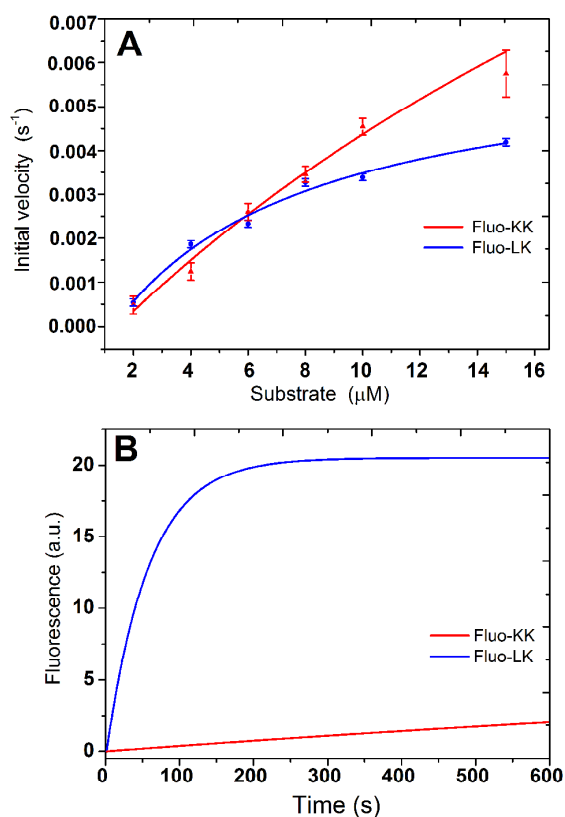 A
0.007
0.006
0.005
0.004
0.003
0.002
0.001
0.000
Initial velocity (s⁻¹)
Fluo-KK
Fluo-LK
2 4 6 8 10 12 14 16
Substrate (μM)
B
20
15
10
5
0
Fluorescence (a.u.)
Fluo-KK
Fluo-LK
0 100 200 300 400 500 600
Time (s)